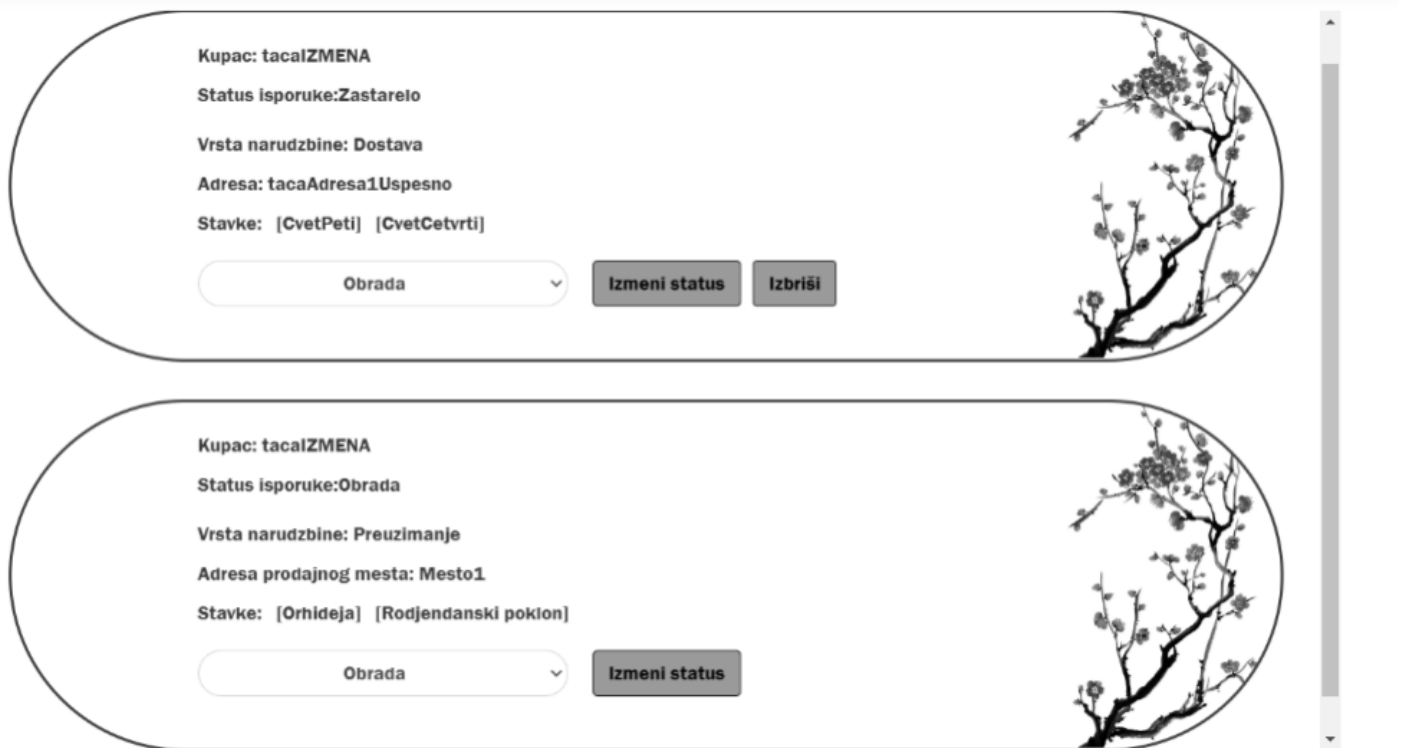 Kupac: tacaIZMENA
Status isporuke:Zastarelo
Vrsta narudzbine: Dostava
Adresa: tacaAdresa1Uspesno
Stavke: [CvetPeti] [CvetCetvrti]
Obrada Izmeni status Izbriši
Kupac: tacaIZMENA
Status isporuke:Obrada
Vrsta narudzbine: Preuzimanje
Adresa prodajnog mesta: Mesto1
Stavke: [Orhideja] [Rodjendanski poklon]
Obrada Izmeni status